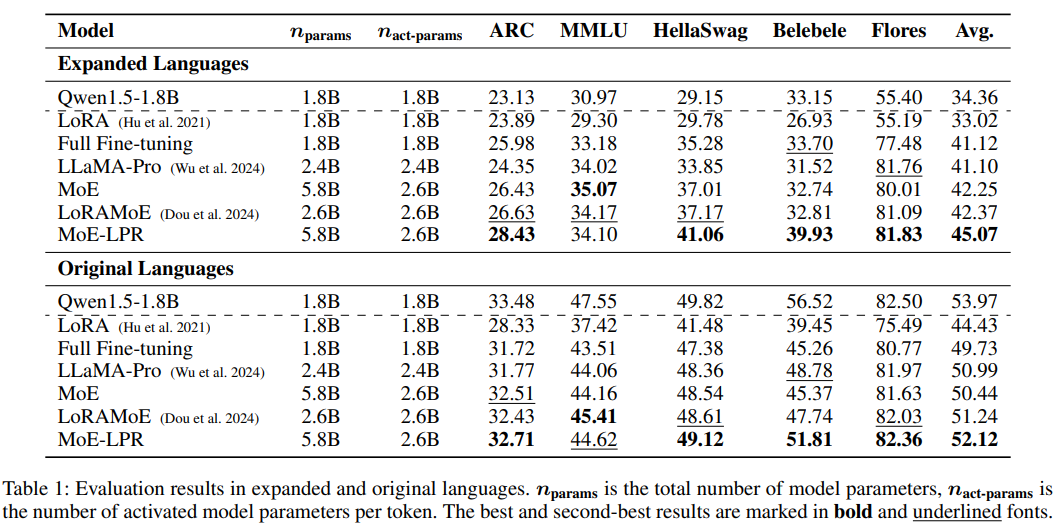 Model n_params n_act-params ARC MMLU HellaSwag Belebele Flores Avg.
Expanded Languages
Qwen1.5-1.8B 1.8B 1.8B 23.13 30.97 29.15 33.15 55.40 34.36
LoRA (Hu et al. 2021) 1.8B 1.8B 23.89 29.30 29.78 26.93 55.19 33.02
Full Fine-tuning 1.8B 1.8B 25.98 33.18 35.28 33.70 77.48 41.12
LLaMA-Pro (Wu et al. 2024) 2.4B 2.4B 24.35 34.02 33.85 31.52 81.76 41.10
MoE 5.8B 2.6B 26.43 35.07 37.01 32.74 80.01 42.25
LoRAMoE (Dou et al. 2024) 2.6B 2.6B 26.63 34.17 37.17 32.81 81.09 42.37
MoE-LPR 5.8B 2.6B 28.43 34.10 41.06 39.93 81.83 45.07
Original Languages
Qwen1.5-1.8B 1.8B 1.8B 33.48 47.55 49.82 56.52 82.50 53.97
LoRA (Hu et al. 2021) 1.8B 1.8B 28.33 37.42 41.48 39.45 75.49 44.43
Full Fine-tuning 1.8B 1.8B 31.72 43.51 47.38 45.26 80.77 49.73
LLaMA-Pro (Wu et al. 2024) 2.4B 2.4B 31.77 44.06 48.36 48.78 81.97 50.99
MoE 5.8B 2.6B 32.51 44.16 48.54 45.37 81.63 50.44
LoRAMoE (Dou et al. 2024) 2.6B 2.6B 32.43 45.41 48.61 47.74 82.03 51.24
MoE-LPR 5.8B 2.6B 32.71 44.62 49.12 51.81 82.36 52.12
Table 1: Evaluation results in expanded and original languages. n_params is the total number of model parameters, n_act-params is
the number of activated model parameters per token. The best and second-best results are marked in bold and underlined fonts.